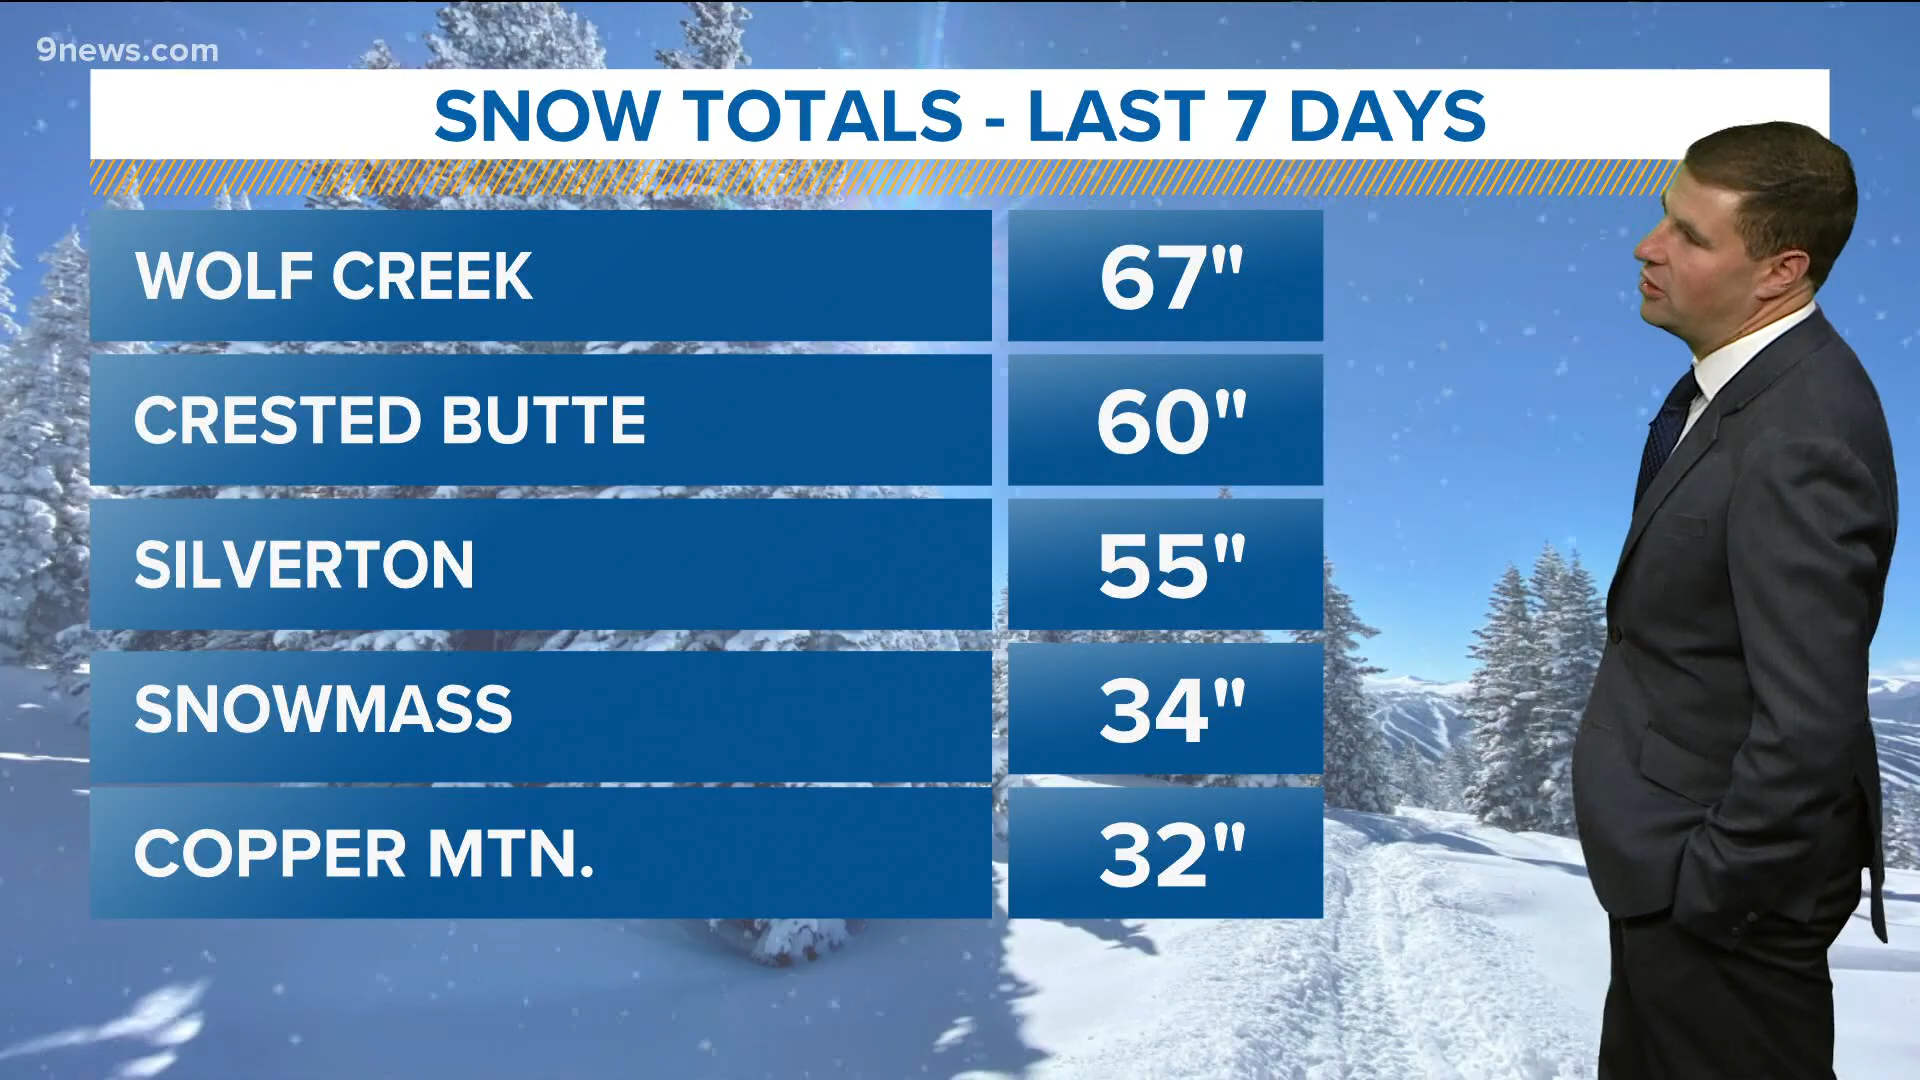 9news.com
SNOW TOTALS - LAST 7 DAYS
WOLF CREEK 67"
CRESTED BUTTE 60"
SILVERTON 55"
SNOWMASS 34"
COPPER MTN. 32"